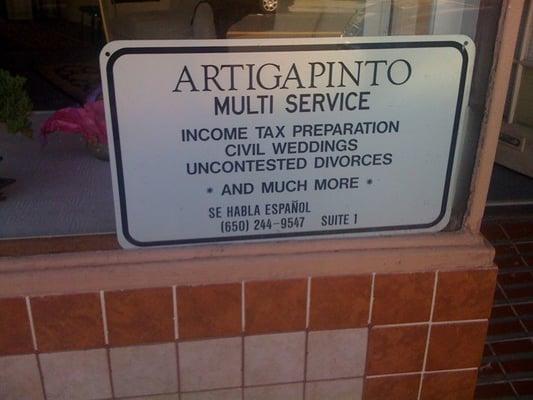 ARTIGAPINTO
MULTI SERVICE
INCOME TAX PREPARATION
CIVIL WEDDINGS
UNCONTESTED DIVORCES
* AND MUCH MORE *
SE HABLA ESPAÑOL
(650) 244-9547 SUITE 1